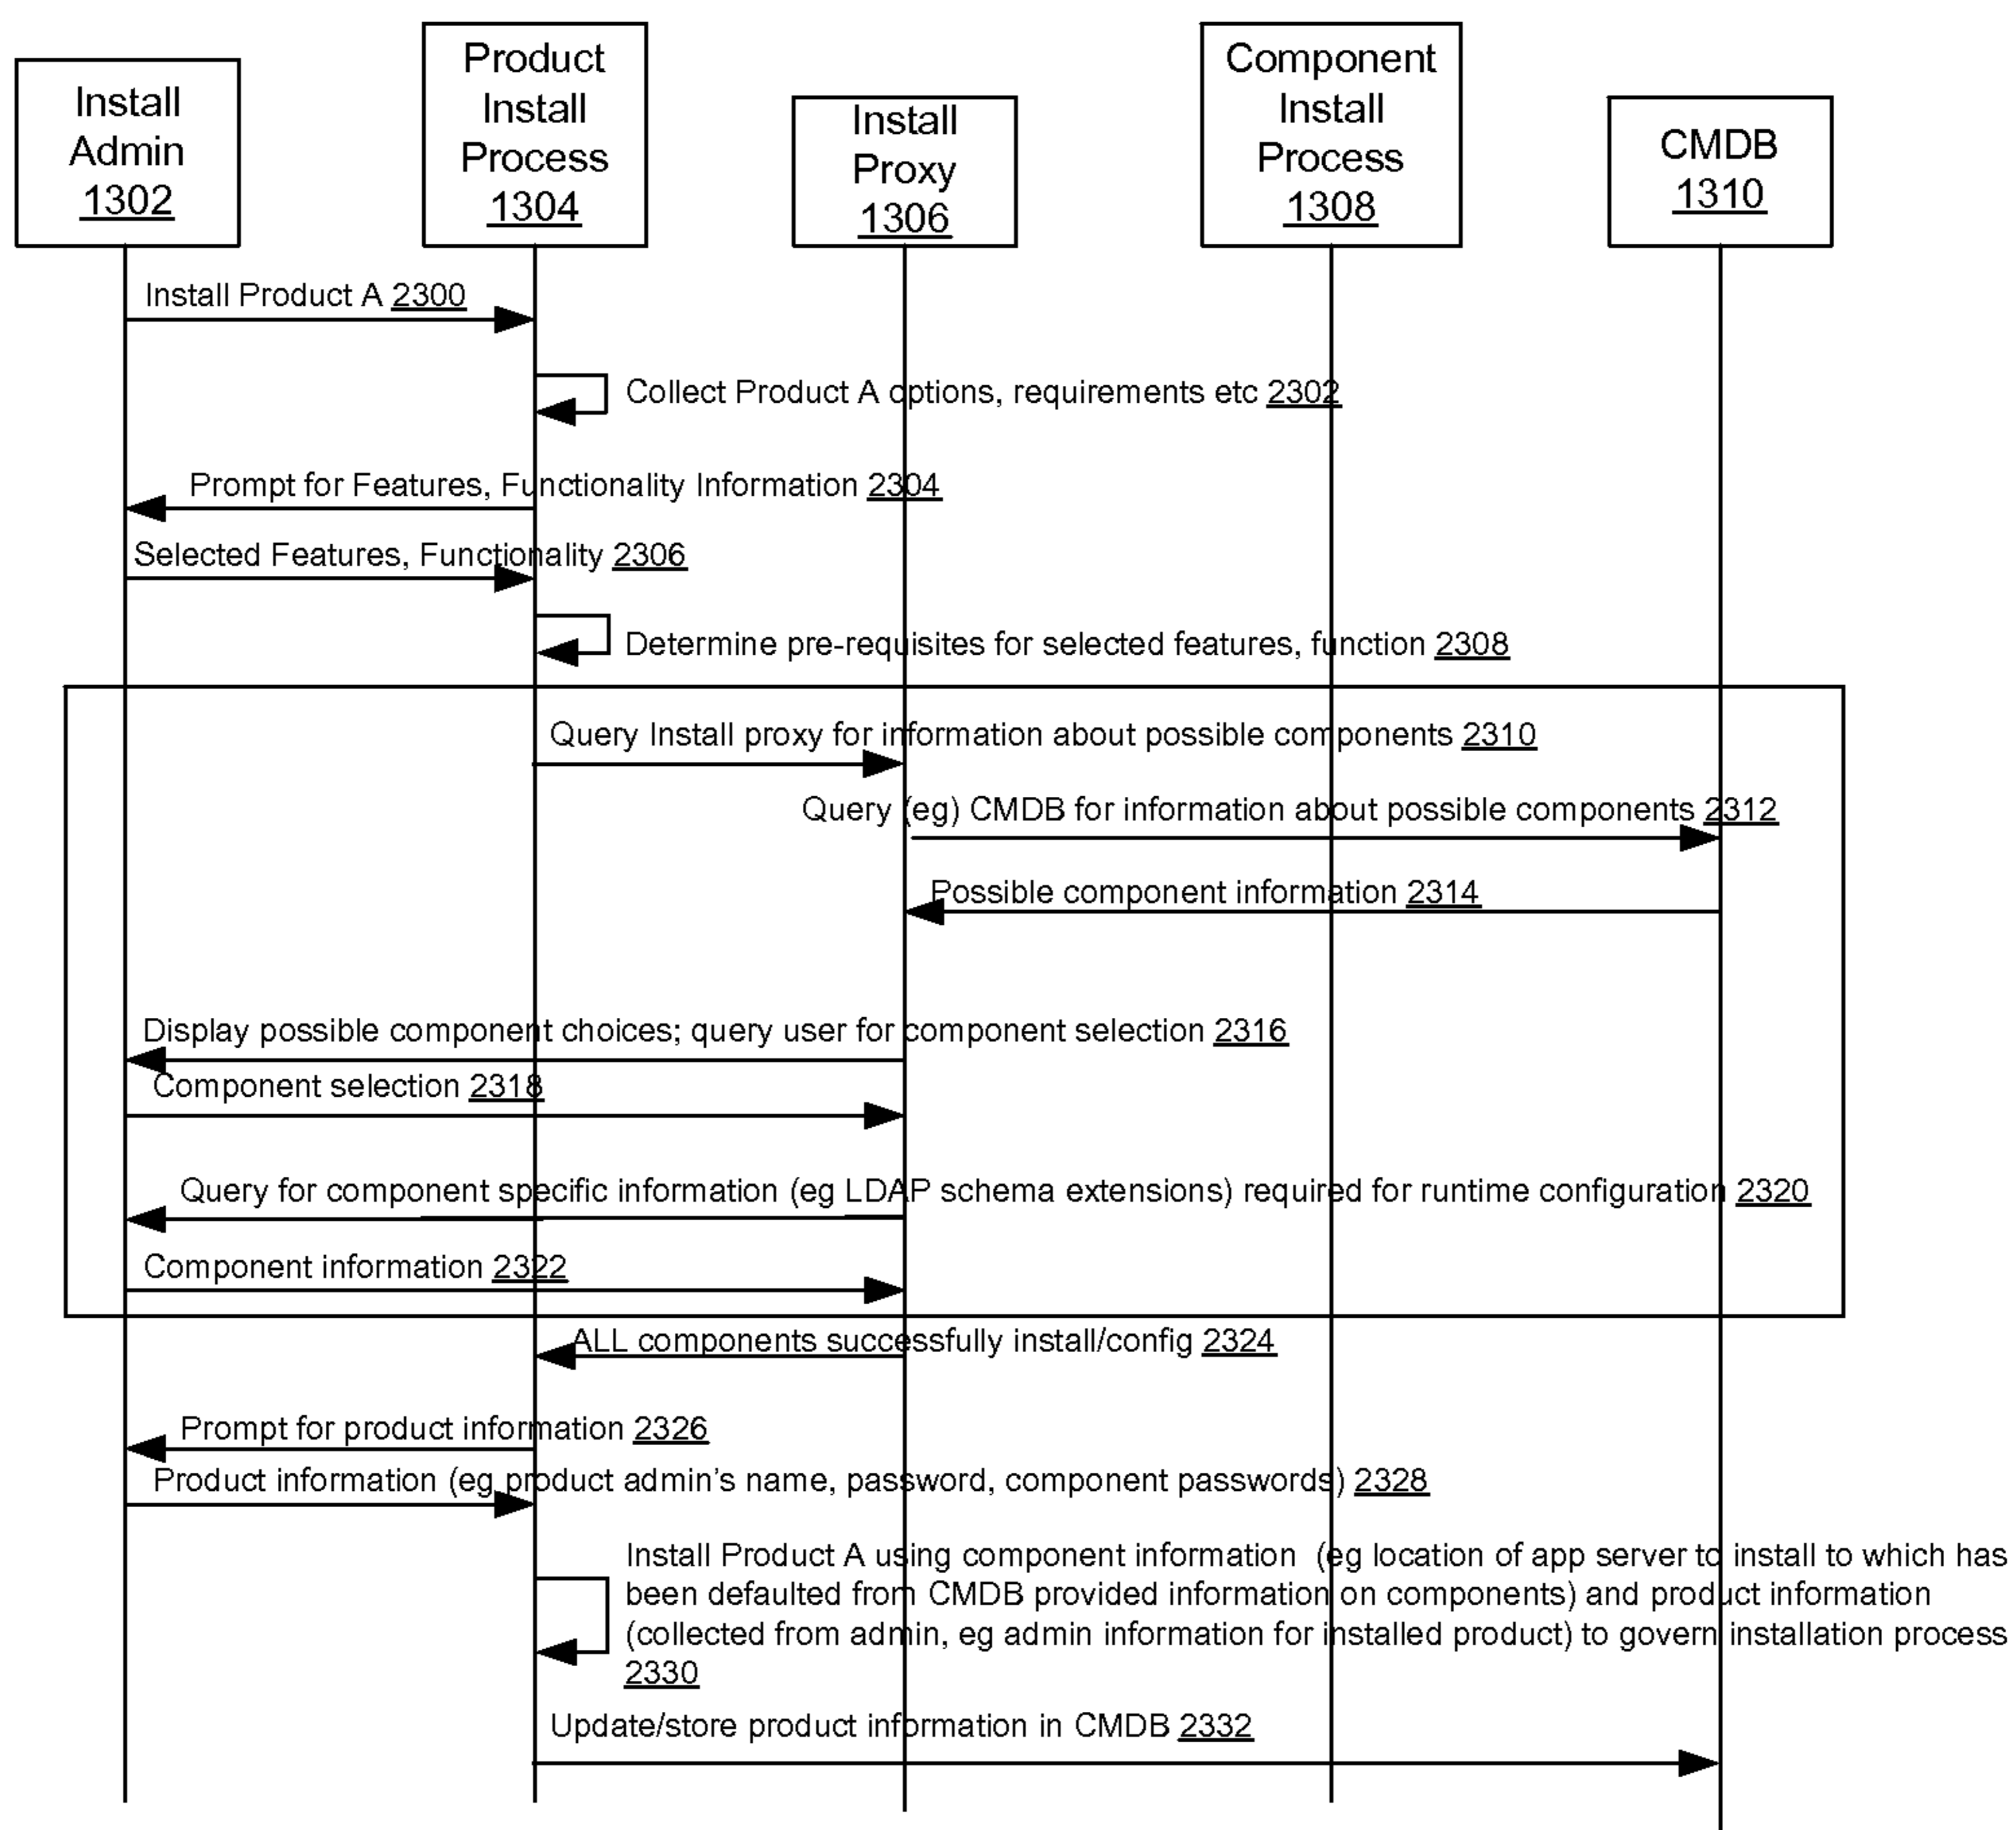 Install
Admin
1302
Product
Install
Process
1304
Install
Proxy
1306
Component
Install
Process
1308
CMDB
1310
Install Product A 2300
Collect Product A options, requirements etc 2302
Prompt for Features, Functionality Information 2304
Selected Features, Functionality 2306
Determine pre-requisites for selected features, function 2308
Query Install proxy for information about possible components 2310
Query (eg) CMDB for information about possible components 2312
Possible component information 2314
Display possible component choices; query user for component selection 2316
Component selection 2318
Query for component specific information (eg LDAP schema extensions) required for runtime configuration 2320
Component information 2322
ALL components successfully install/config 2324
Prompt for product information 2326
Product information (eg product admin's name, password, component passwords) 2328
Install Product A using component information (eg location of app server to install to which has
been defaulted from CMDB provided information on components) and product information
(collected from admin, eg admin information for installed product) to govern installation process
2330
Update/store product information in CMDB 2332